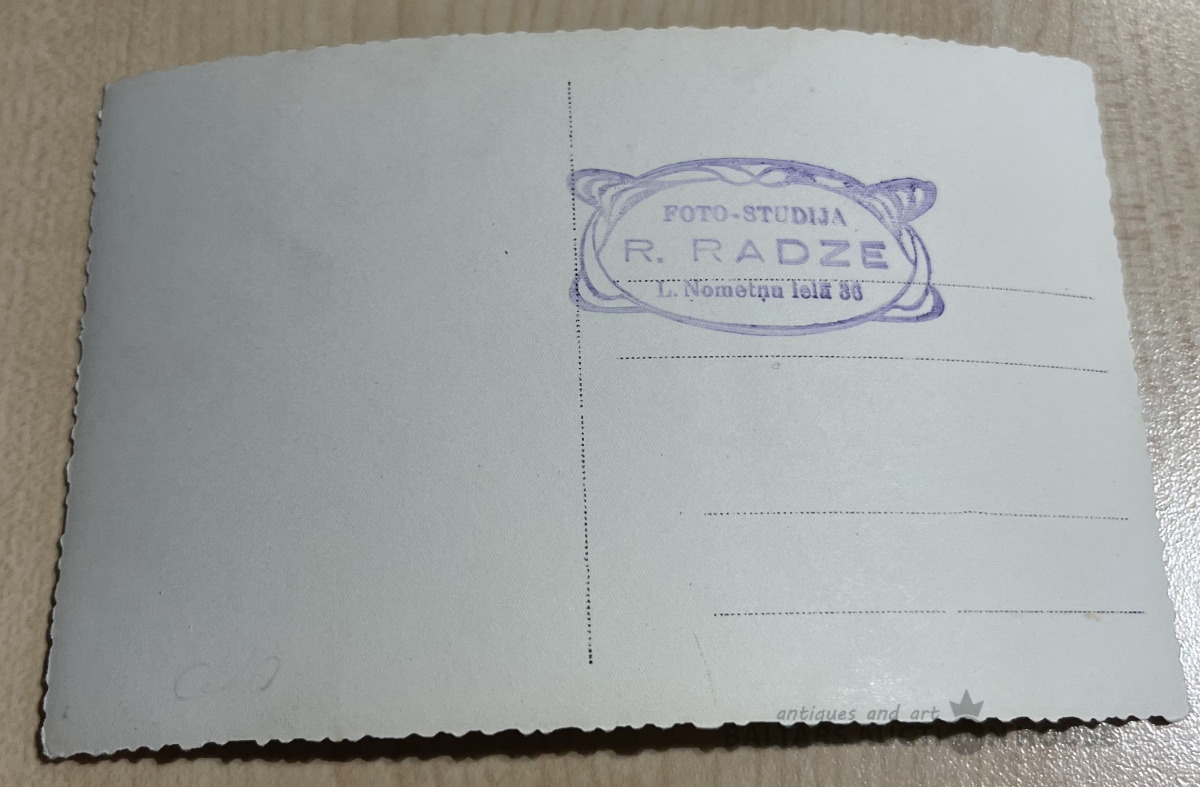 FOTO-STUDIJA
R. RADZE
L. Nometņu ielā 36
antiques and art